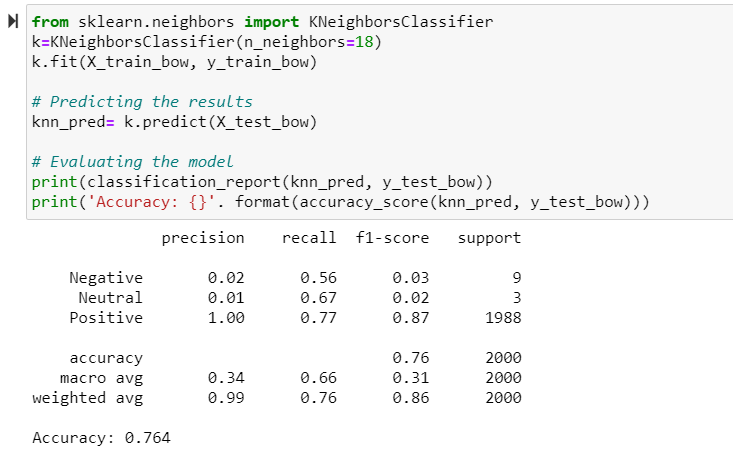 from sklearn.neighbors import KNeighborsClassifier
k=KNeighborsClassifier(n_neighbors=18)
k.fit(X_train_bow, y_train_bow)
# Predicting the results
knn_pred= k.predict(X_test_bow)
# Evaluating the model
print(classification_report(knn_pred, y_test_bow))
print('Accuracy: {}'. format(accuracy_score(knn_pred, y_test_bow)))
precision recall f1-score support
Negative 0.02 0.56 0.03 9
Neutral 0.01 0.67 0.02 3
Positive 1.00 0.77 0.87 1988
accuracy 0.76 2000
macro avg 0.34 0.66 0.31 2000
weighted avg 0.99 0.76 0.86 2000
Accuracy: 0.764